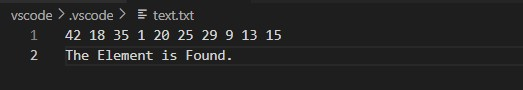 vscode > .vscode > text.txt
1 42 18 35 1 20 25 29 9 13 15
2 The Element is Found.